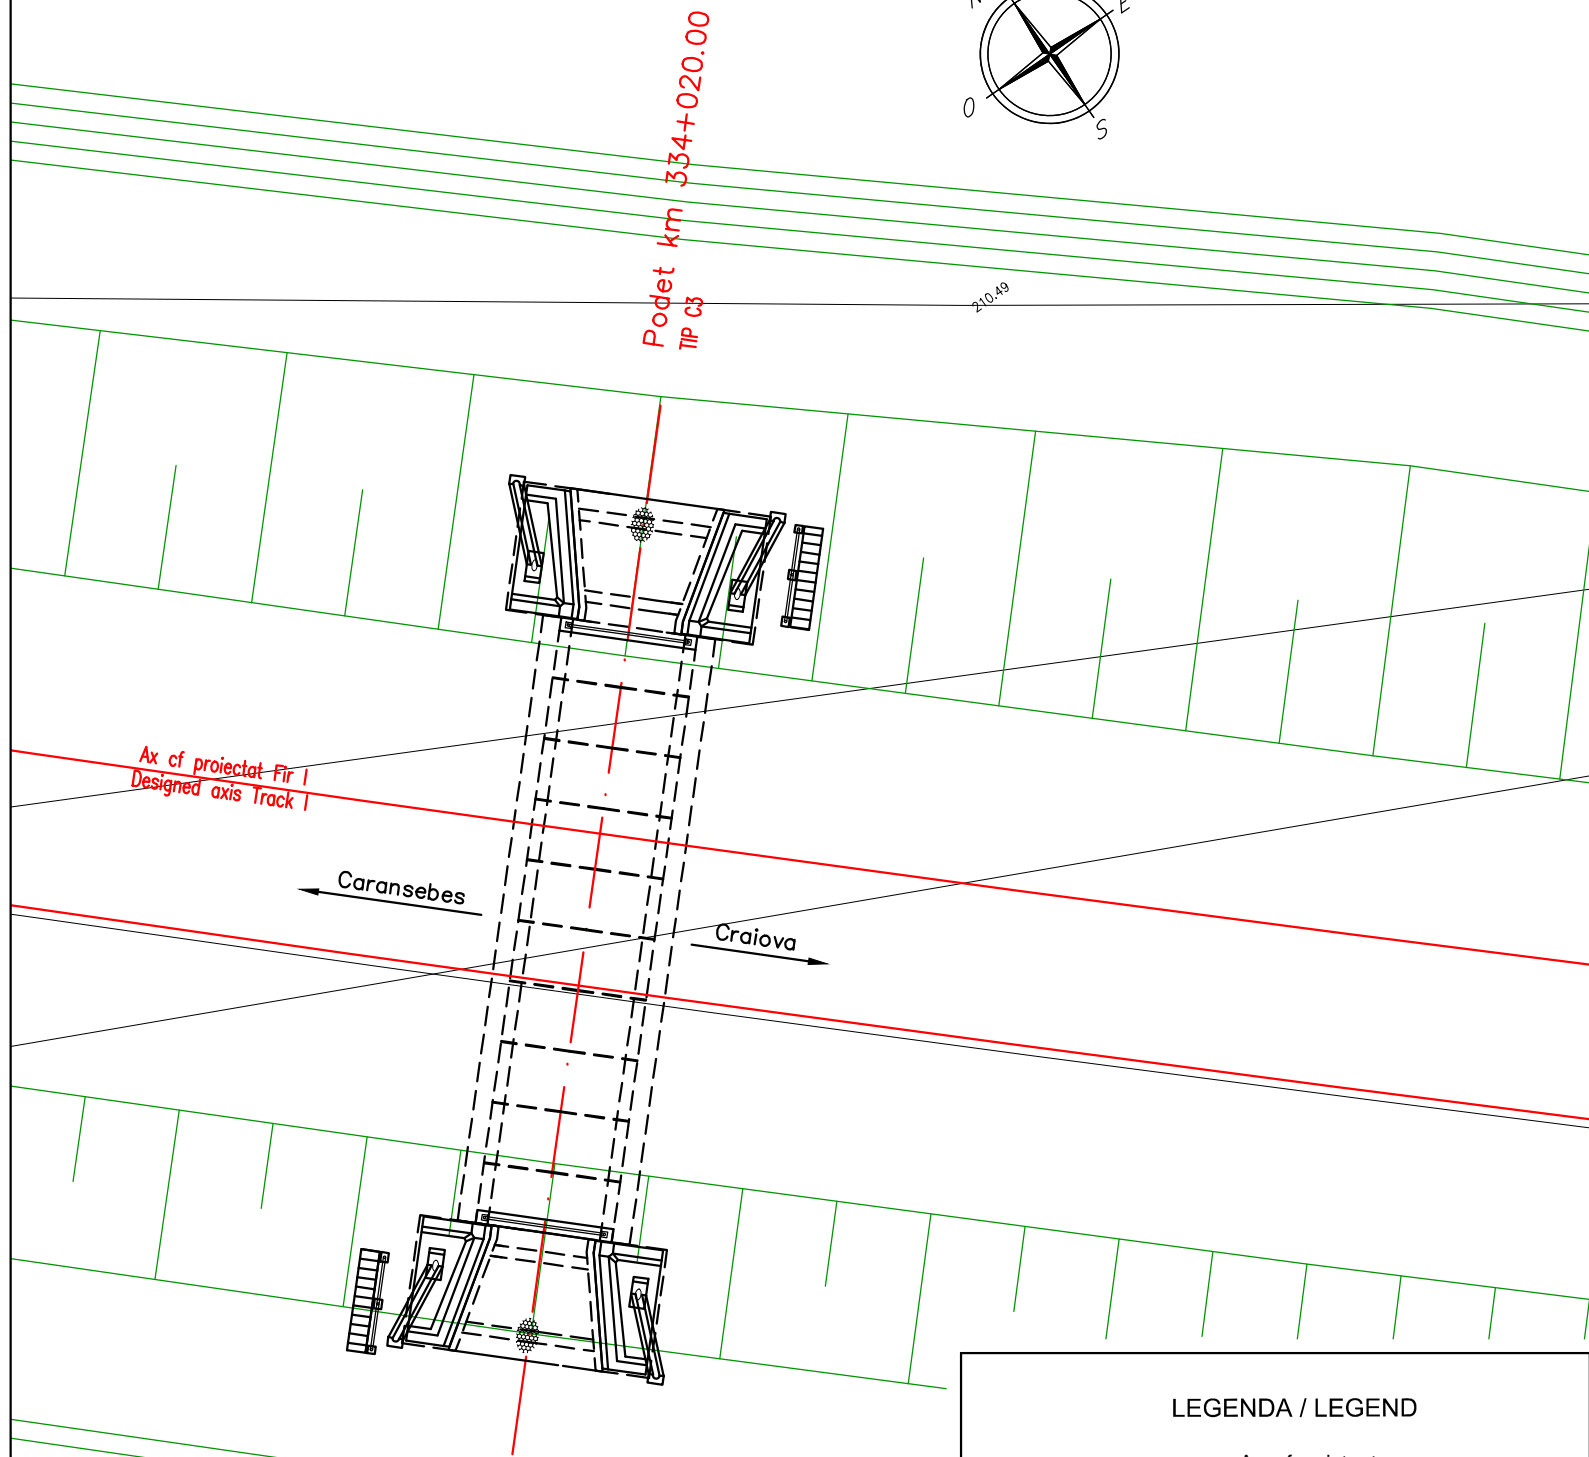 E
O
S
Podet km 334+020.00
TIP C3
210.49
Ax cf proiectat Fir I
Designed axis Track I
Caransebes
Craiova
LEGENDA / LEGEND